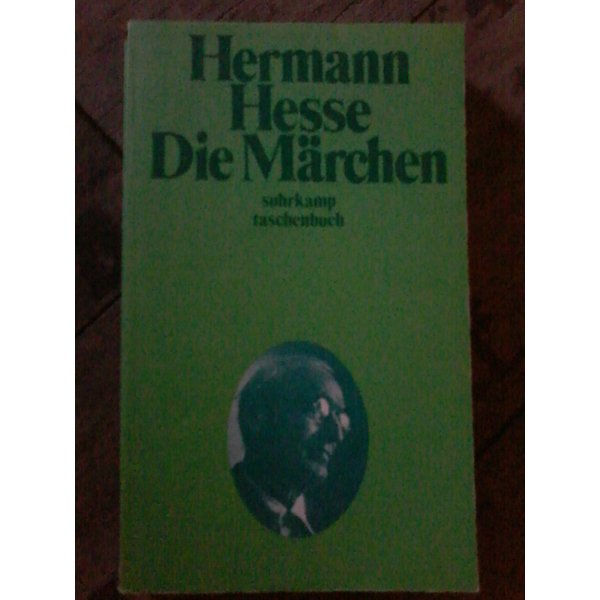 Hermann
Hesse
Die Märchen
suhrkamp
taschenbuch